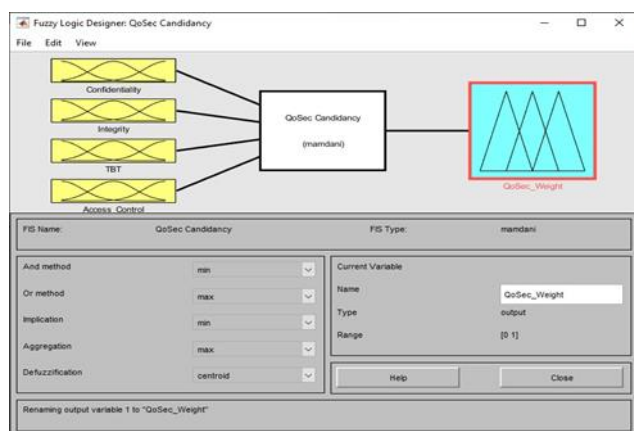 Fuzzy Logic Designer: QoSec Candidancy
File Edit View
Confidentiality
Integrity
TBT
Access_Control
QoSec Candidancy
(mamdani)
QoSec_Weight
FIS Name: QoSec Candidancy FIS Type: mamdani
And method min
Or method max
Implication min
Aggregation max
Defuzzification centroid
Current Variable
Name QoSec_Weight
Type output
Range [0 1]
Help Close
Renaming output variable 1 to "QoSec_Weight"